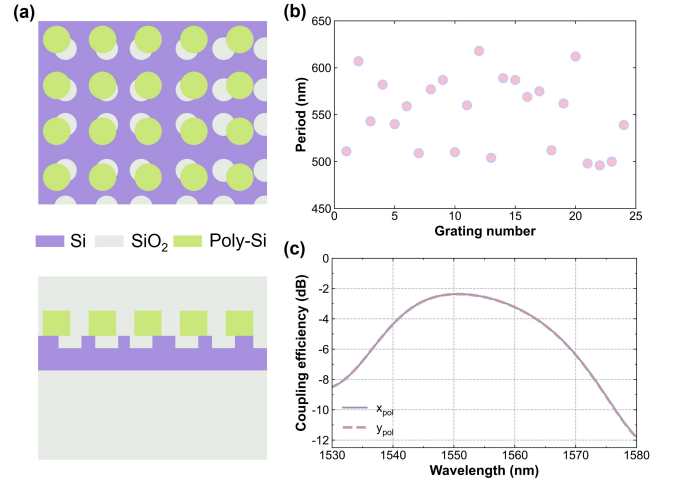 (a)
Si
SiO2
Poly-Si
(b)
650
600
550
500
450
Period (nm)
0
5
10
15
20
25
Grating number
(c)
0
-2
-4
-6
-8
-10
-12
Coupling efficiency (dB)
xpol
ypol
1530
1540
1550
1560
1570
1580
Wavelength (nm)